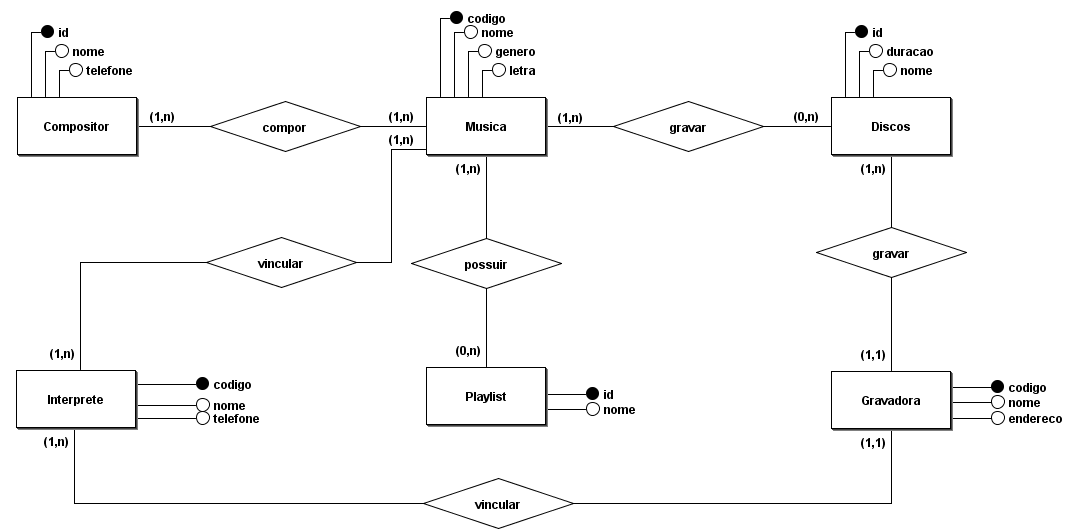 codigo
id
nome
id
nome
genero
duracao
telefone
letra
nome
(1,n)
(1,n)
(1,n)
(0,n)
Compositor
compor
Musica
gravar
Discos
(1,n)
(1,n)
(1,n)
vincular
possuir
gravar
(1,n)
(0,n)
(1,1)
codigo
id
codigo
Interprete
Playlist
Gravadora
nome
nome
nome
telefone
endereco
(1,n)
(1,1)
vincular